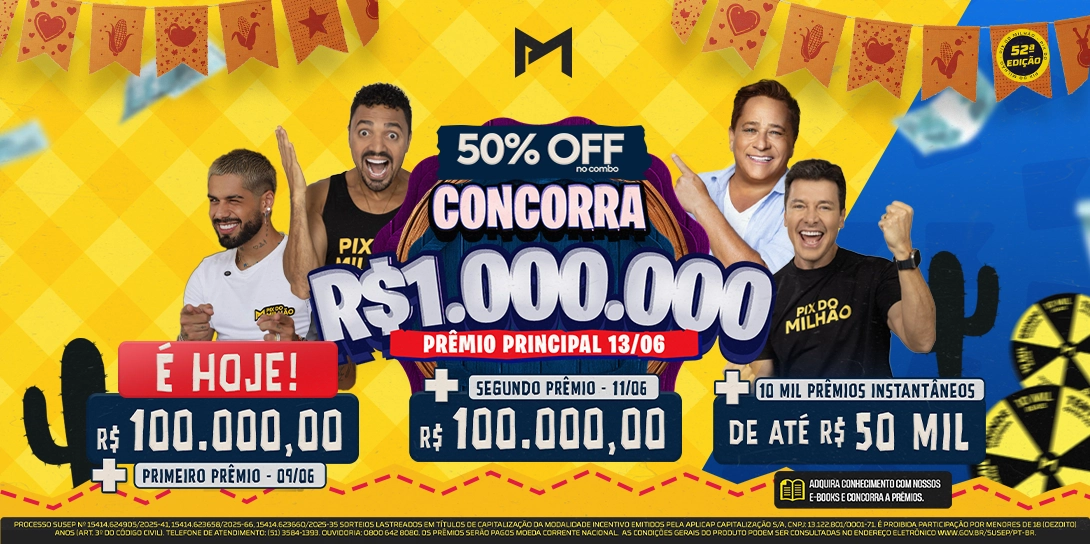 52ª
EDIÇÃO
50% OFF
no combo
CONCORRA
R$1.000.000
PRÊMIO PRINCIPAL 13/06
PIX
MIL
PIX DO
MILHÃO
PIX DO
MILHÃO
É HOJE!
R$ 100.000,00
+ PRIMEIRO PRÊMIO - 09/06
+ SEGUNDO PRÊMIO - 11/06
R$ 100.000,00
+ 10 MIL PRÊMIOS INSTANTÂNEOS
DE ATÉ R$ 50 MIL
ADQUIRA CONHECIMENTO COM NOSSOS
E-BOOKS E CONCORRA A PRÊMIOS.
PROCESSO SUSEP Nº 15414.624905/2025-41, 15414.623658/2025-66, 15414.623660/2025-35 SORTEIOS LASTREADOS EM TÍTULOS DE CAPITALIZAÇÃO DA MODALIDADE INCENTIVO EMITIDOS PELA APLICAP CAPITALIZAÇÃO S/A, CNPJ: 13.122.801/0001-71. É PROIBIDA PARTICIPAÇÃO POR MENORES DE 18 (DEZOITO)
ANOS (ART. 3º DO CÓDIGO CIVIL). TELEFONE DE ATENDIMENTO: (51) 3584-1393. OUVIDORIA: 0800 642 8080. OS PRÊMIOS SERÃO PAGOS MOEDA CORRENTE NACIONAL. AS CONDIÇÕES GERAIS DO PRODUTO PODEM SER CONSULTADAS NO ENDEREÇO ELETRÔNICO WWW.GOV.BR/SUSEP/PT-BR.